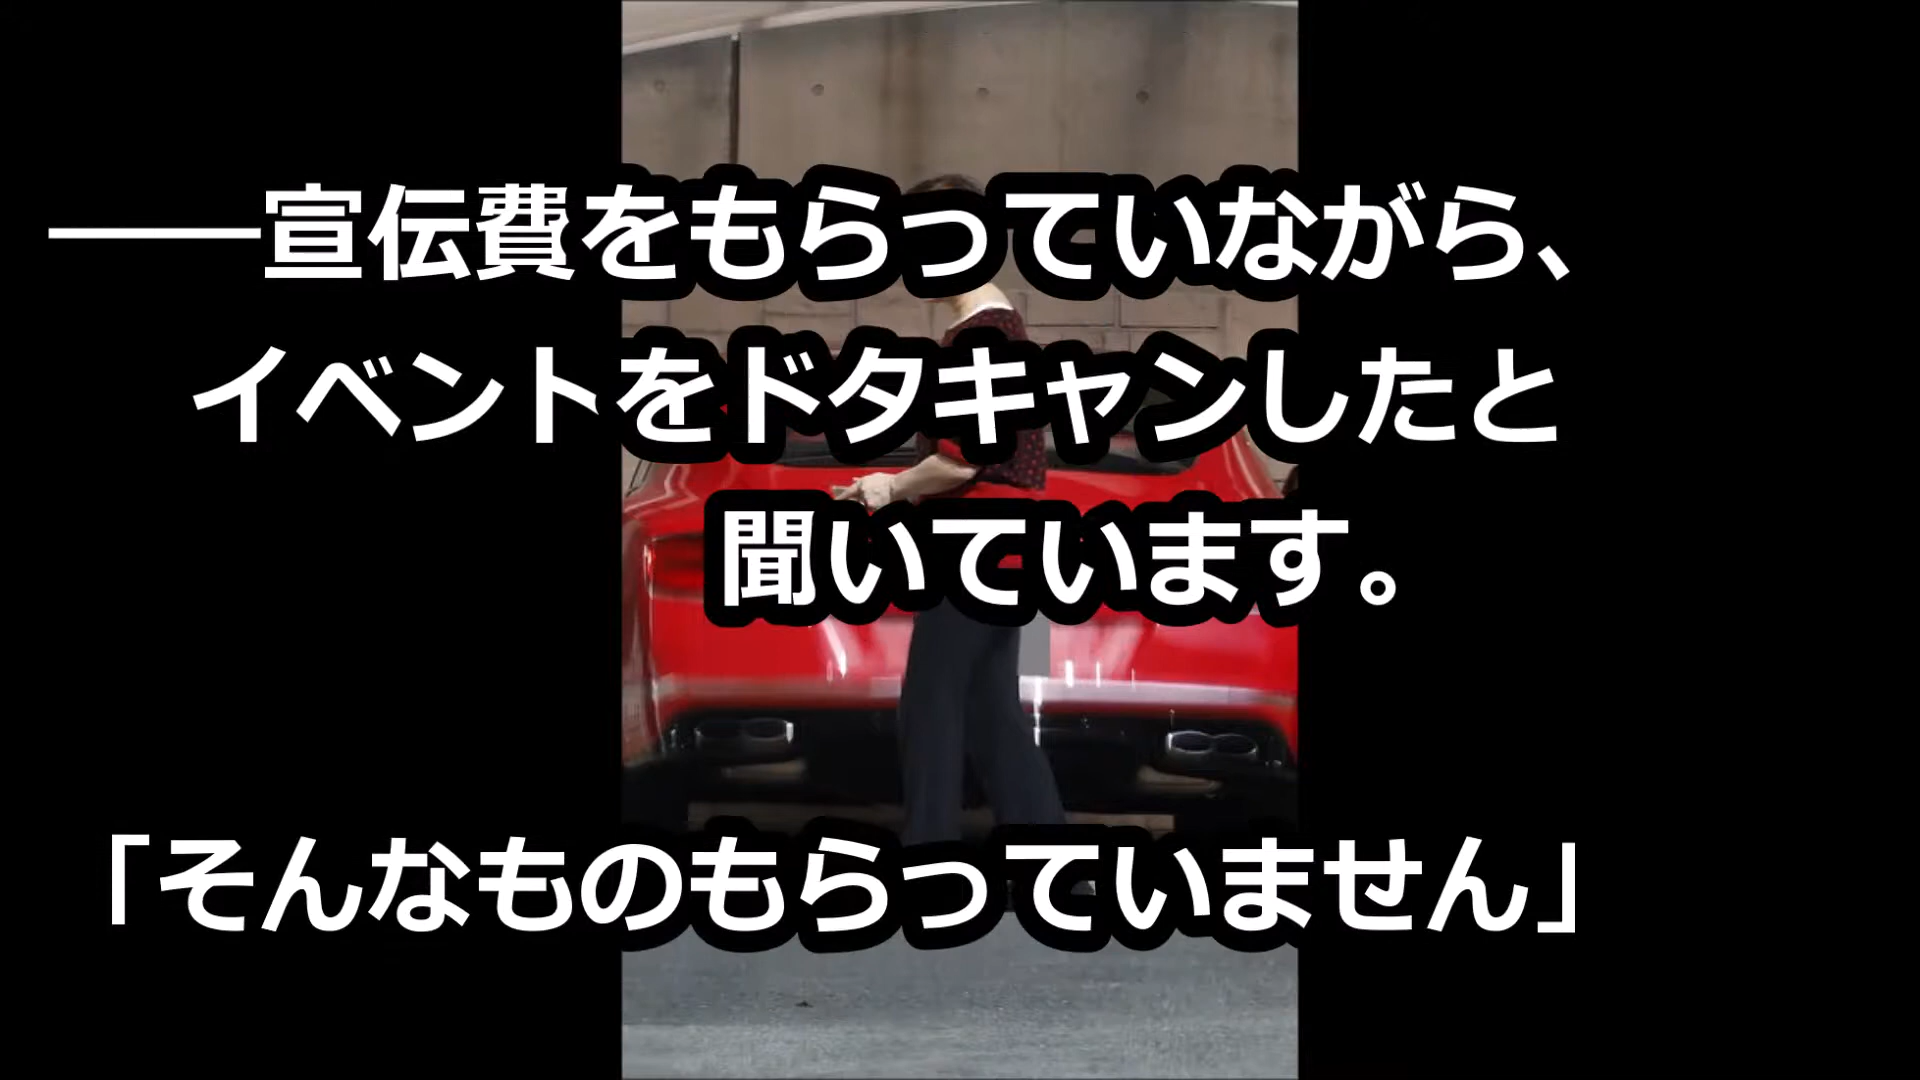 ――宣伝費をもらっていながら、
イベントをドタキャンしたと
聞いています。
「そんなものもらっていません」